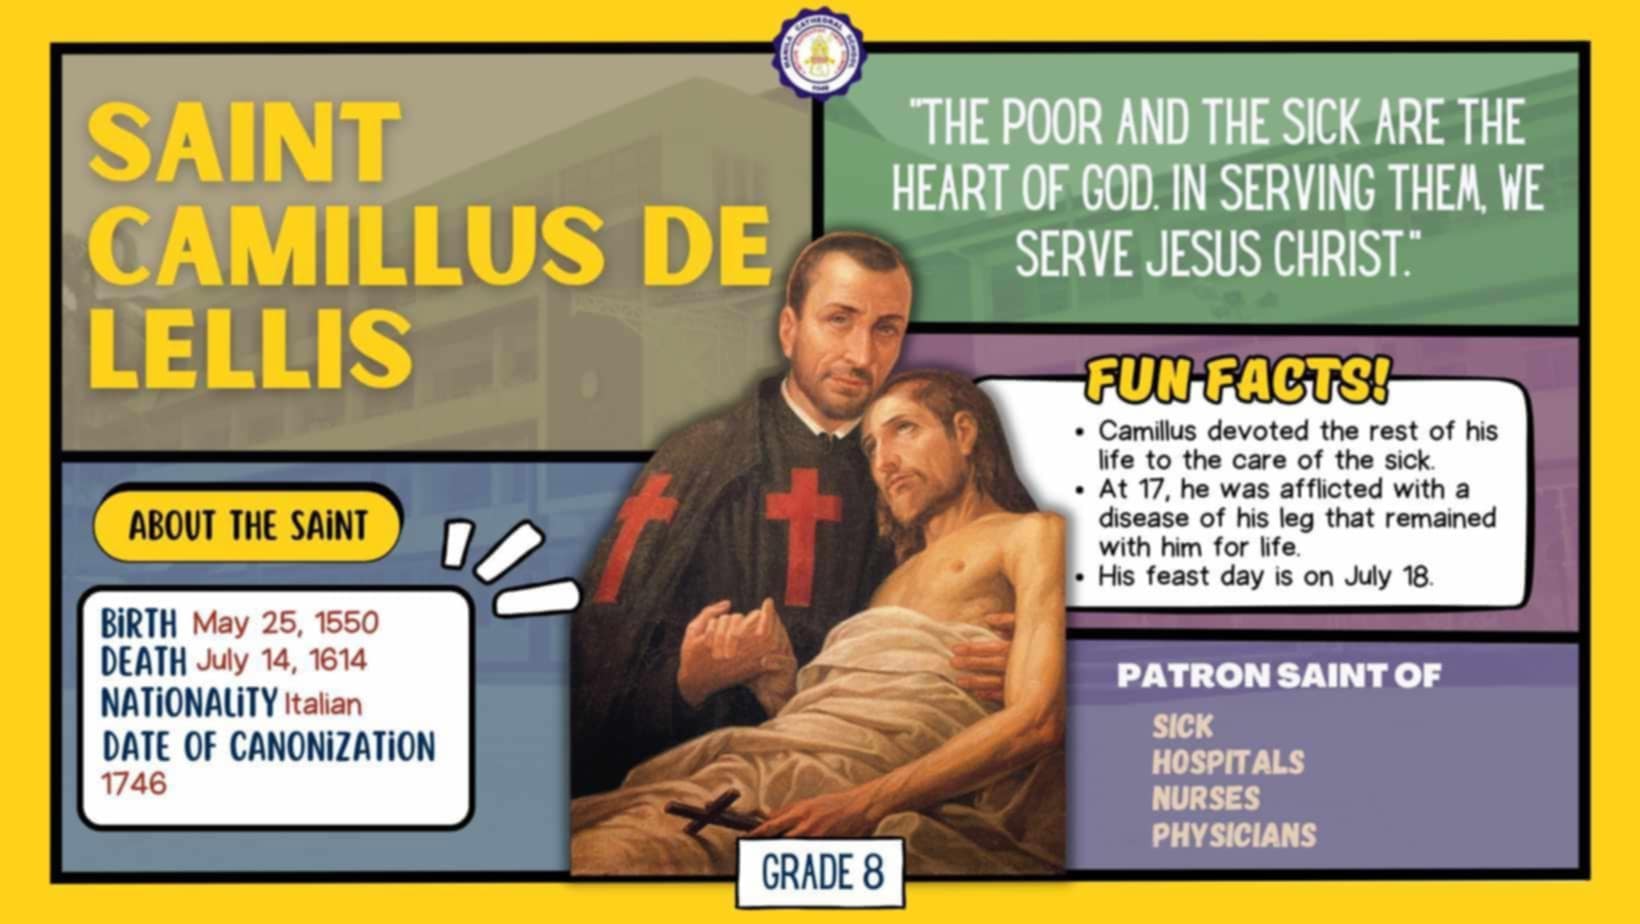 MANILA CATHEDRAL SCHOOL
SAINT
CAMILLUS DE
LELLIS
"THE POOR AND THE SICK ARE THE
HEART OF GOD. IN SERVING THEM, WE
SERVE JESUS CHRIST."
FUN FACTS!
• Camillus devoted the rest of his
life to the care of the sick.
• At 17, he was afflicted with a
disease of his leg that remained
with him for life.
• His feast day is on July 18.
ABOUT THE SAINT
BIRTH May 25, 1550
DEATH July 14, 1614
NATIONALITY Italian
DATE OF CANONIZATION
1746
PATRON SAINT OF
SICK
HOSPITALS
NURSES
PHYSICIANS
GRADE 8